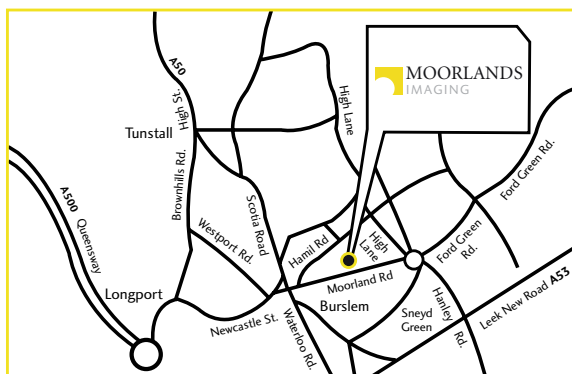 A50
High St.
High Lane
MOORLANDS
IMAGING
Tunstall
Ford Green Rd.
Brownhills Rd.
A500
Queensway
Scotia Road
Westport Rd.
Hamil Rd
High
Lane
Ford Green
Rd.
Moorland Rd
Longport
Burslem
Newcastle St.
Waterloo Rd.
Sneyd
Green
Hanley
Rd.
Leek New Road A53